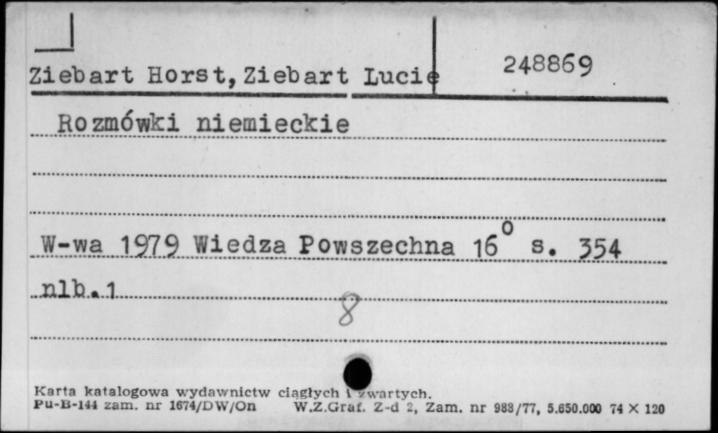 Ziebart Horst, Ziebart Lucie 248869
Rozmówki niemieckie
W-wa 1979 Wiedza Powszechna 16° s. 354
nlb. 1
8
Karta katalogowa wydawnictw ciągłych i zwartych.
Pu-B-144 zam. nr 1674/DW/On W.Z.Graf. Z-d 2, Zam. nr 988/77, 5.650.000 74 X 120